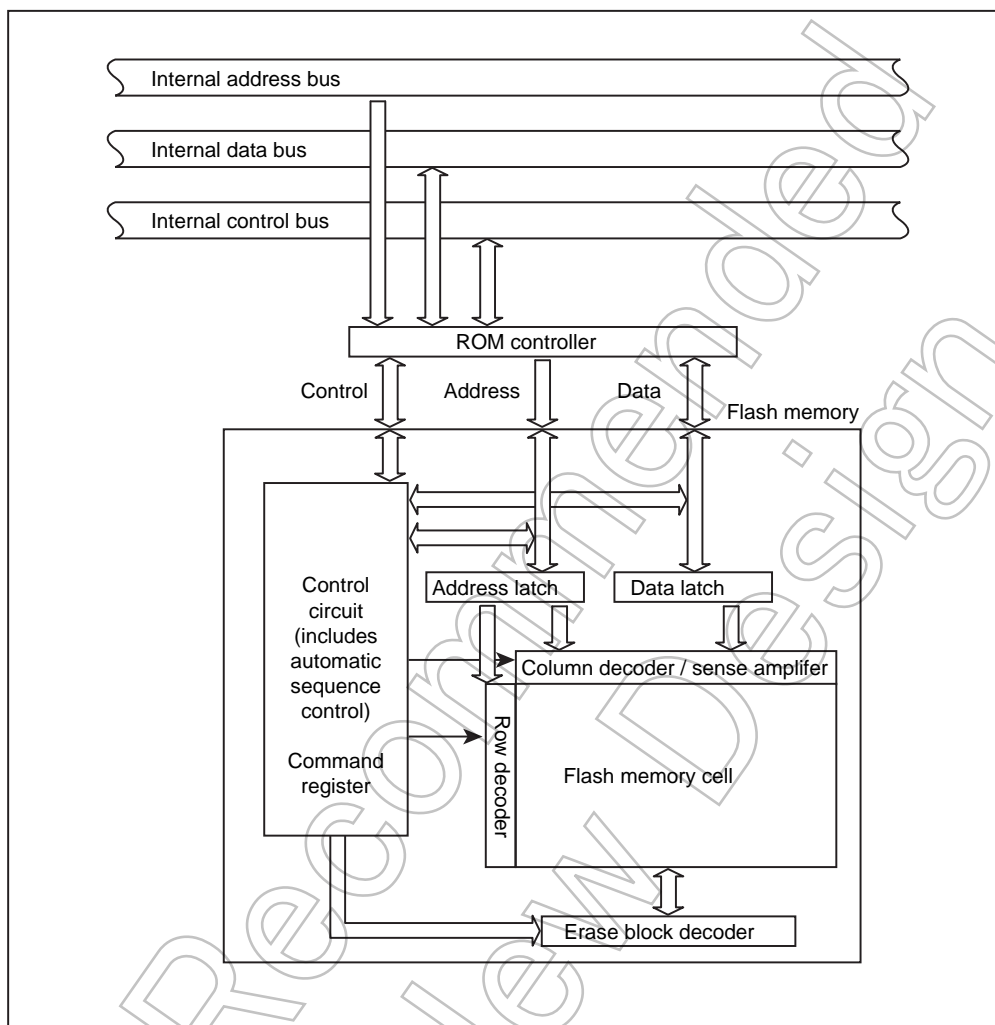 Internal address bus
Internal data bus
Internal control bus
ROM controller
Control
Address
Data
Flash memory
Control
circuit
(includes
automatic
sequence
control)
Command
register
Address latch
Data latch
Column decoder / sense amplifer
Row decoder
Flash memory cell
Erase block decoder
Recommended
Design